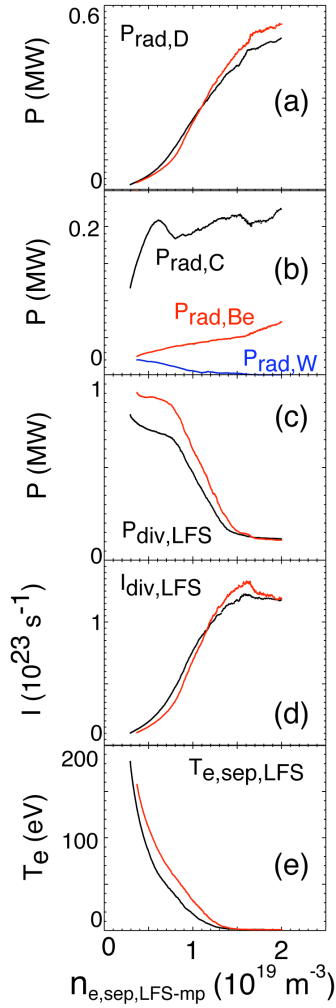 0.6
P_rad,D
P (MW)
(a)
0
0.2
P_rad,C
P (MW)
(b)
P_rad,Be
P_rad,W
0
1
(c)
P (MW)
P_div,LFS
0
I_div,LFS
1
I (10^23 s^-1)
(d)
0
200
T_e,sep,LFS
T_e (eV)
100
(e)
0
0 1 2
n_e,sep,LFS-mp (10^19 m^-3)